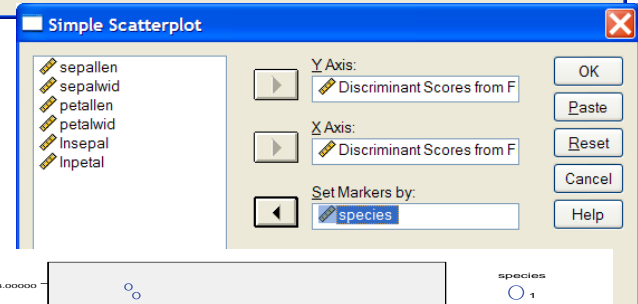 Simple Scatterplot
sepallen
sepalwid
petallen
petalwid
lnsepal
lnpetal
Y Axis:
Discriminant Scores from F
X Axis:
Discriminant Scores from F
Set Markers by:
species
OK
Paste
Reset
Cancel
Help
.00000
species
1